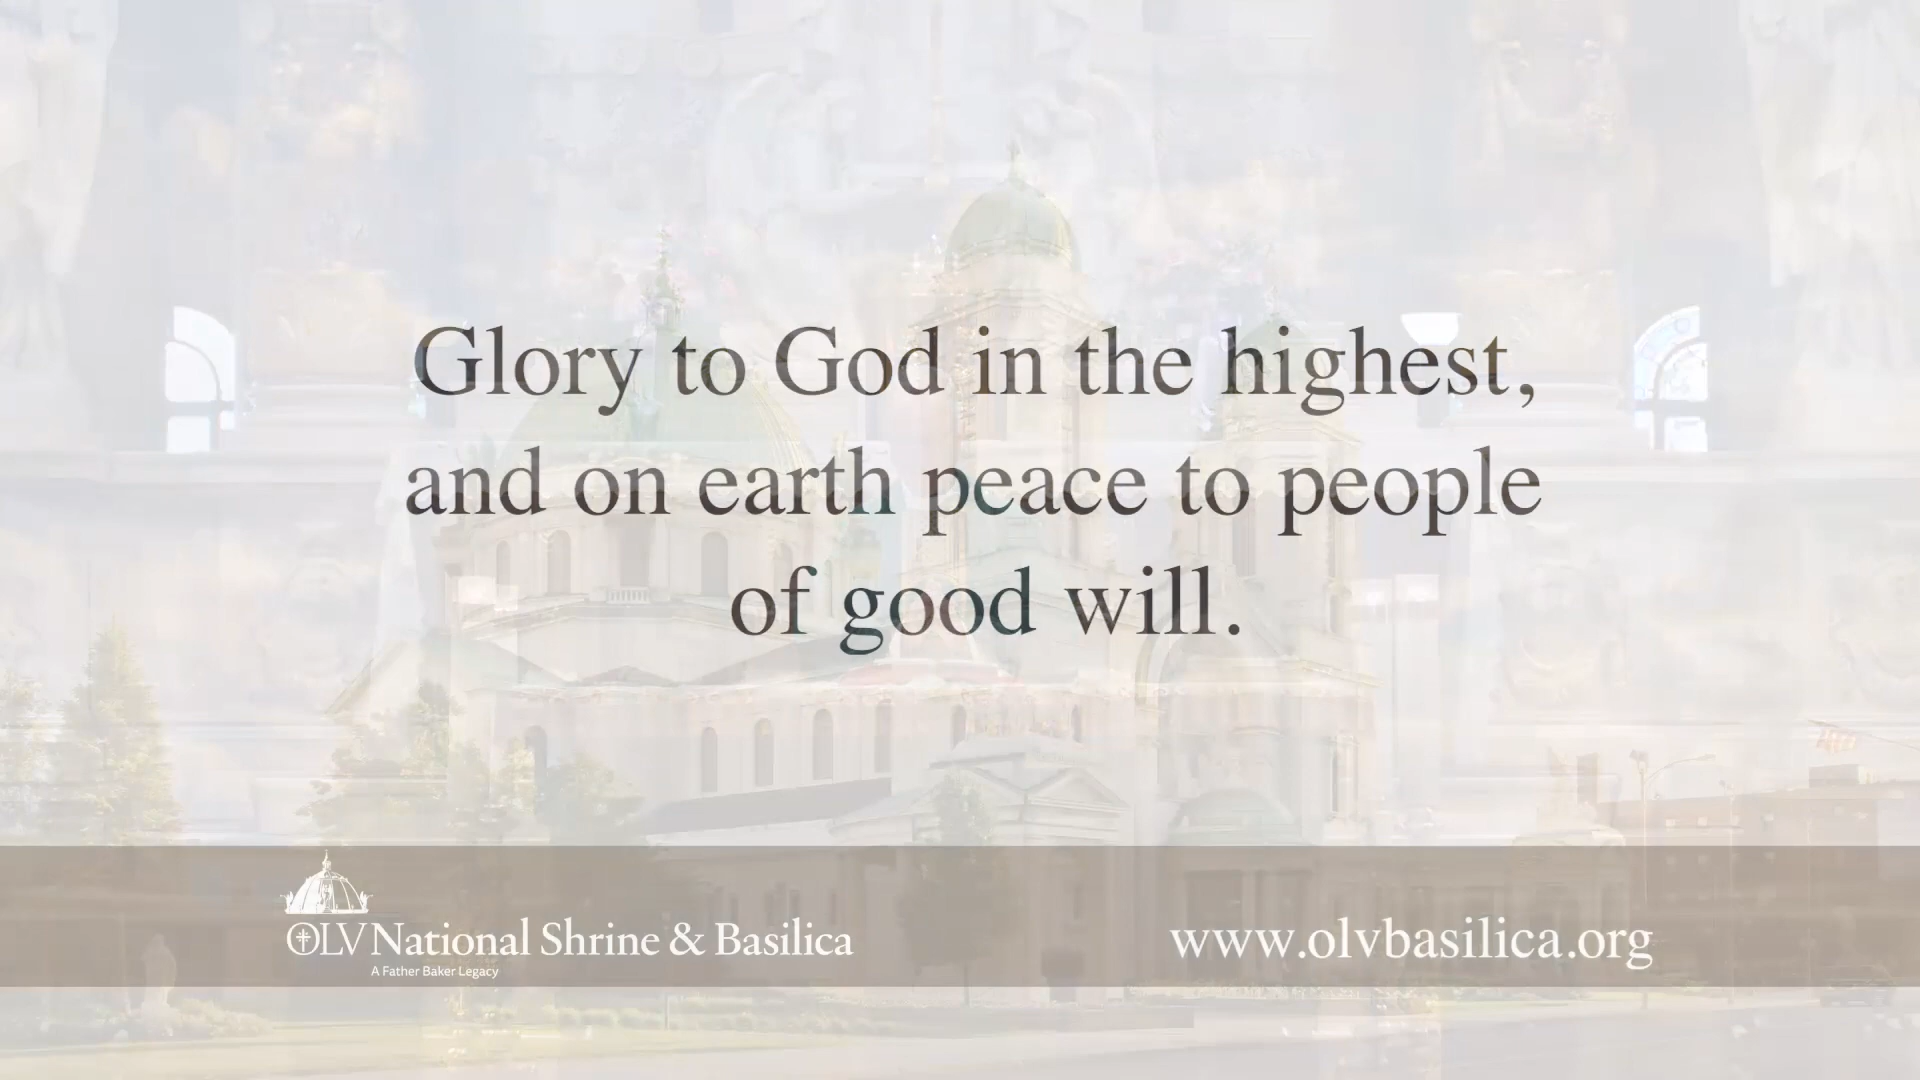 Glory to God in the highest,
and on earth peace to people
of good will.
OLV National Shrine & Basilica
A Father Baker Legacy
www.olvbasilica.org